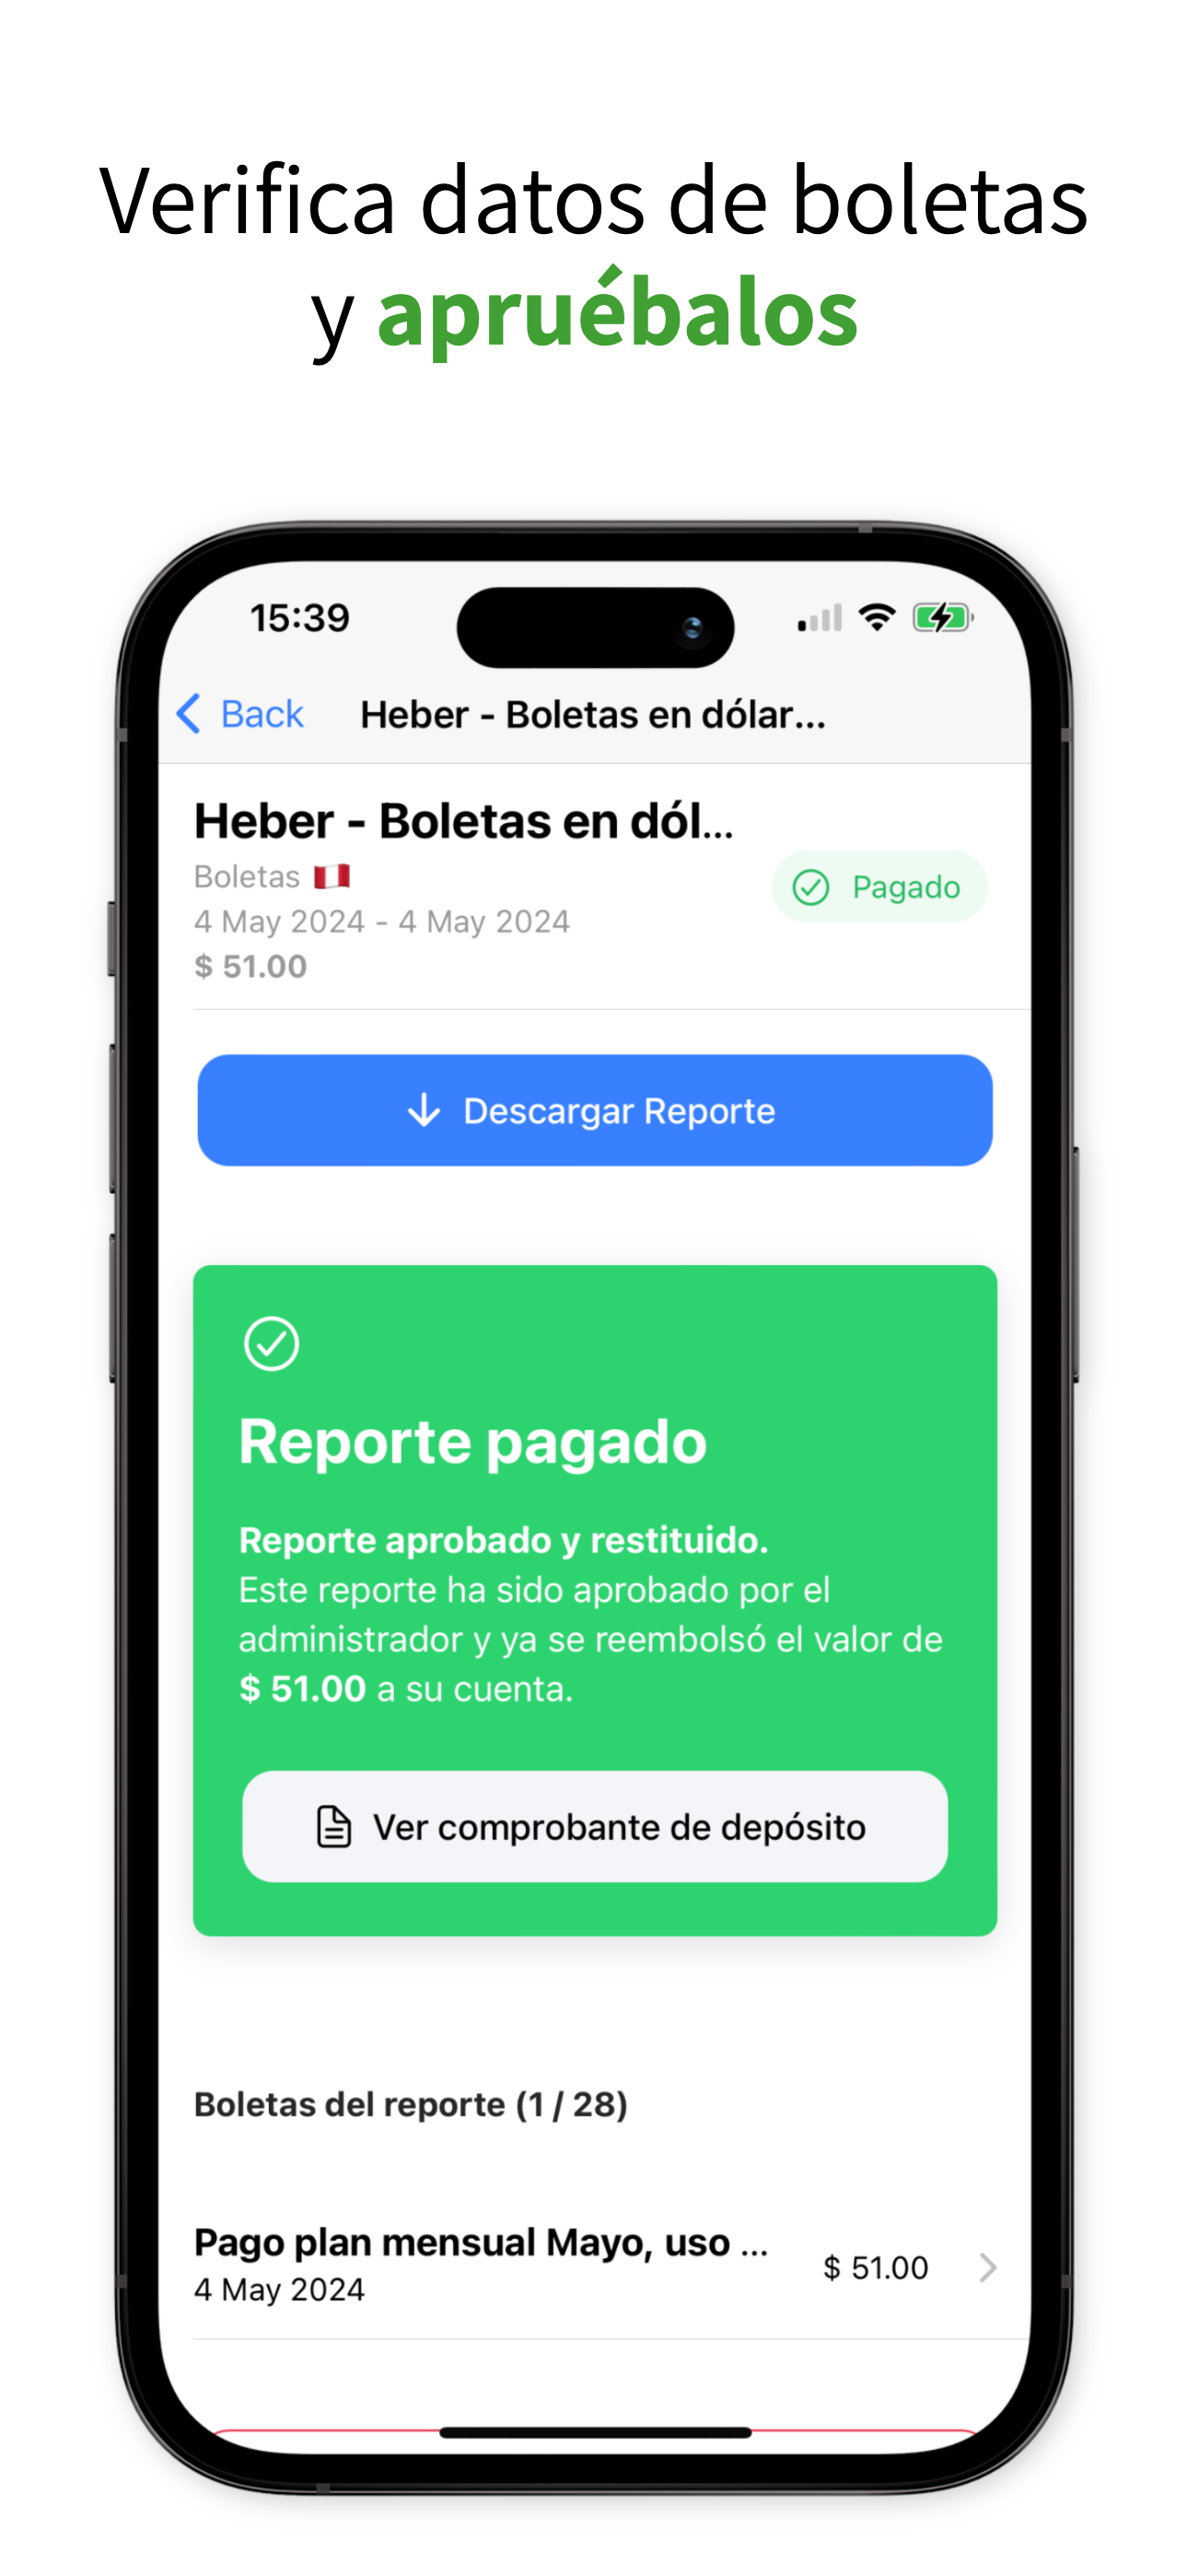 Verifica datos de boletas
y apruébalos
15:39
Back
Heber - Boletas en dólar...
Heber - Boletas en dól...
Boletas 🇵🇪
4 May 2024 - 4 May 2024
$ 51.00
Pagado
Descargar Reporte
Reporte pagado
Reporte aprobado y restituido.
Este reporte ha sido aprobado por el
administrador y ya se reembolsó el valor de
$ 51.00 a su cuenta.
Ver comprobante de depósito
Boletas del reporte (1 / 28)
Pago plan mensual Mayo, uso ...
4 May 2024
$ 51.00